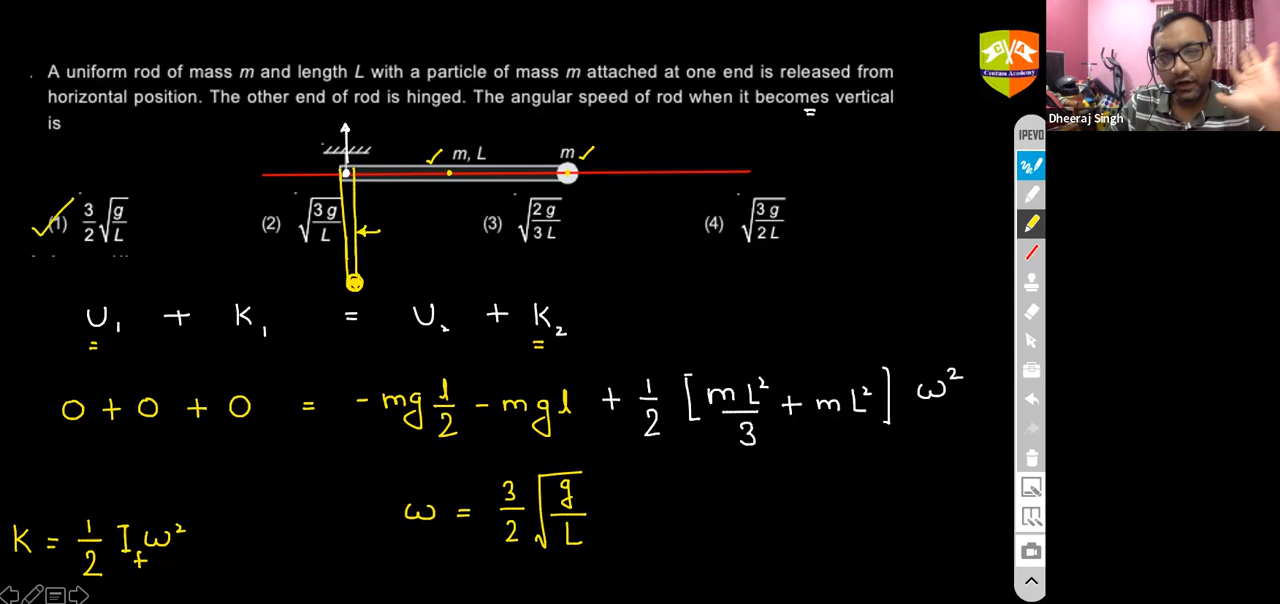 A uniform rod of mass m and length L with a particle of mass m attached at one end is released from
horizontal position. The other end of rod is hinged. The angular speed of rod when it becomes vertical
is
m, L
m
(1) 3/2 √(g/L)
(2) √(3g/L)
(3) √(2g/3L)
(4) √(3g/2L)
U₁ + K₁ = U₂ + K₂
0 + 0 + 0 = -mg l/2 - mgl + 1/2 [mL²/3 + mL²] ω²
ω = 3/2 √(g/L)
K = 1/2 I_f ω²
Centum Academy
Dheeraj Singh
IPEVO